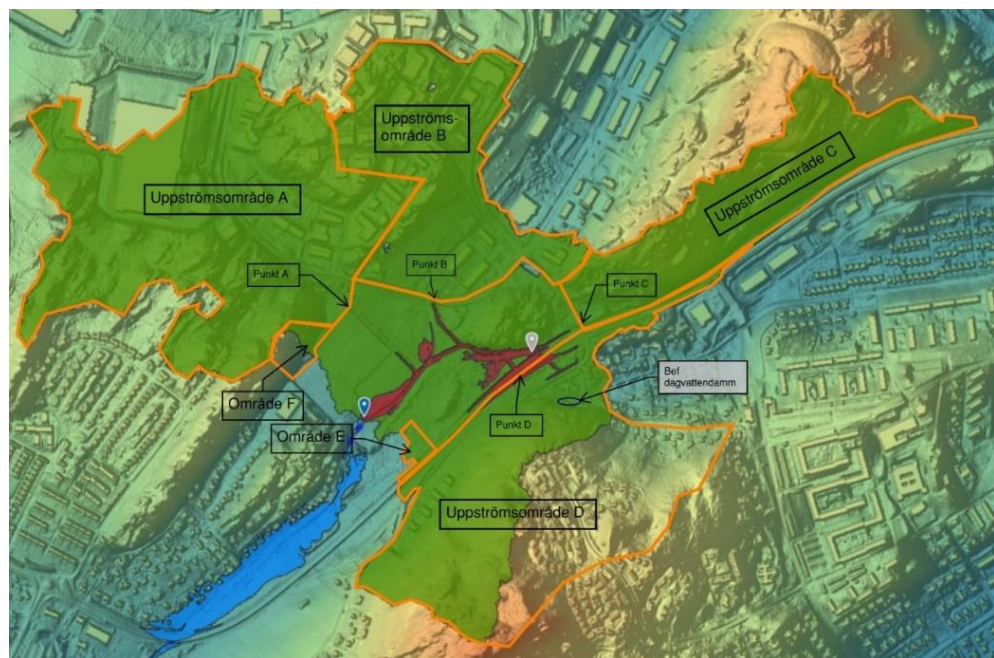 Uppströms-
område B
Uppströmsområde C
Uppströmsområde A
Punkt B
Punkt A
Punkt C
Bef
dagvattendamm
Område F
Punkt D
Område E
Uppströmsområde D